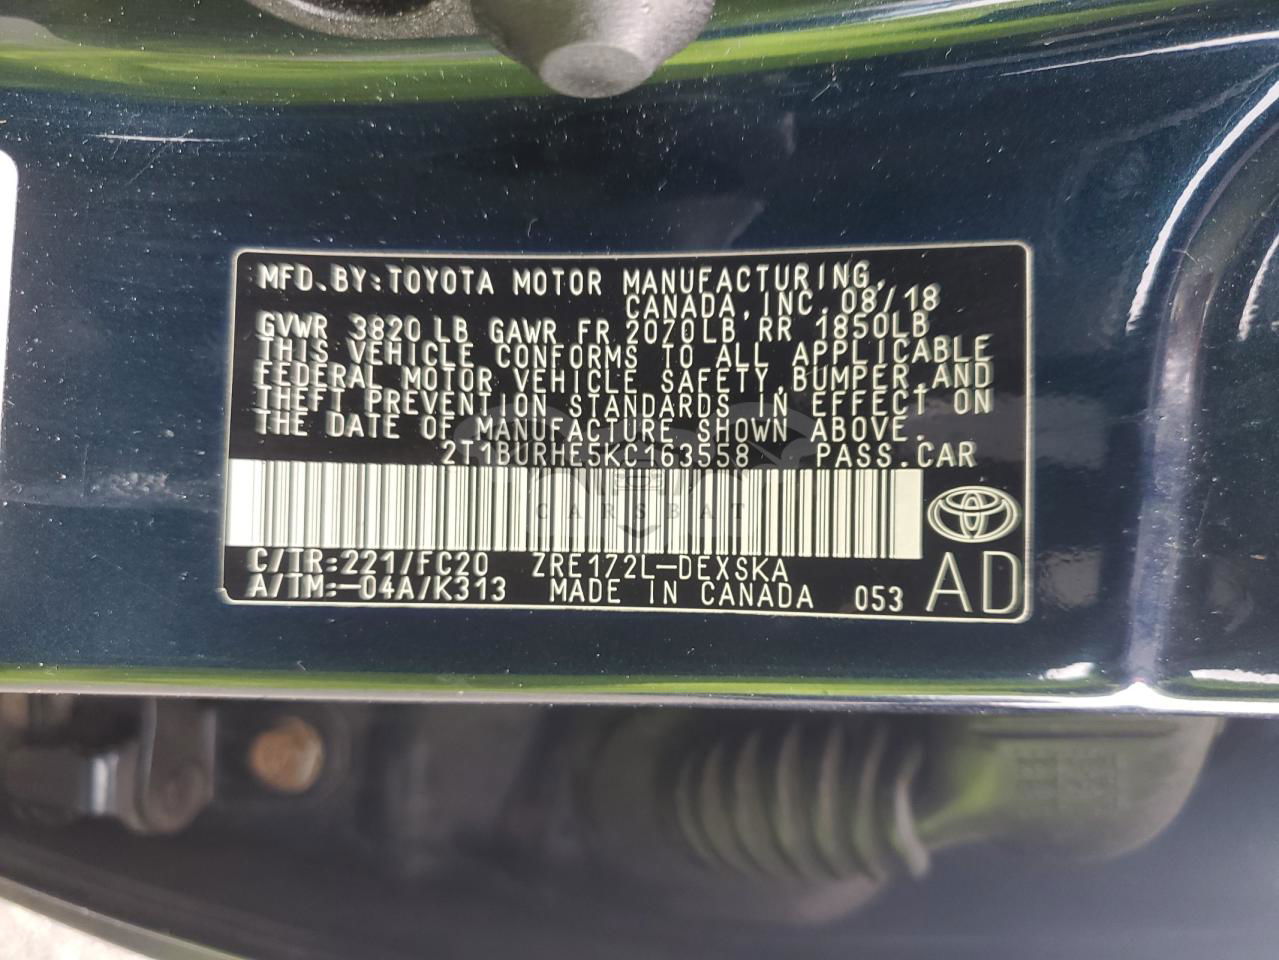 MFD.BY:TOYOTA MOTOR MANUFACTURING,
CANADA,INC.08/18
GVWR 3820 LB GAWR FR 2070LB RR 1850LB
THIS VEHICLE CONFORMS TO ALL APPLICABLE
FEDERAL MOTOR VEHICLE SAFETY,BUMPER,AND
THEFT PREVENTION STANDARDS IN EFFECT ON
THE DATE OF MANUFACTURE SHOWN ABOVE.
2T1BURHE5KC163558 PASS.CAR
CARSBAT
C/TR:221/FC20 ZRE172L-DEXSKA
A/TM:-04A/K313 MADE IN CANADA 053 AD